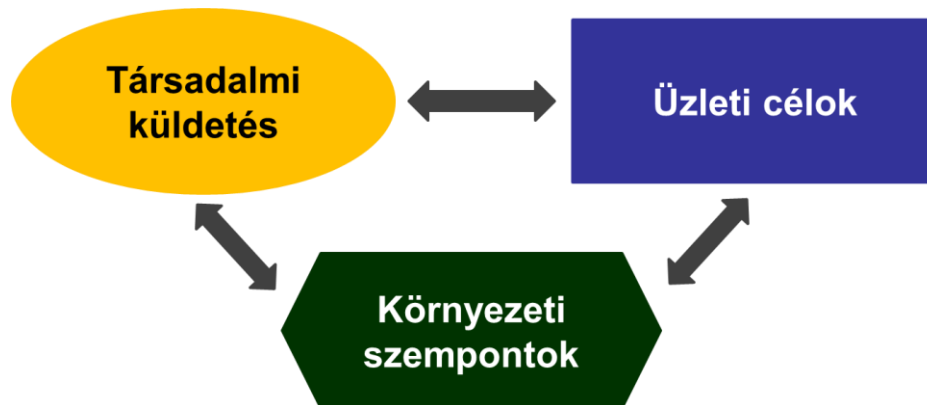 Társadalmi
küldetés
Üzleti célok
Környezeti
szempontok